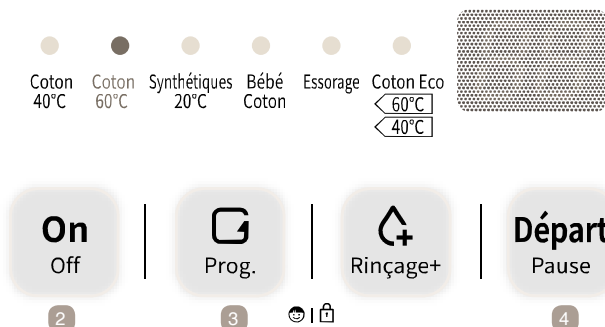 Coton Coton Synthétiques Bébé Essorage Coton Eco
40°C 60°C 20°C Coton 60°C
40°C
On Départ
Off Prog. Rinçage+ Pause
2 3 4